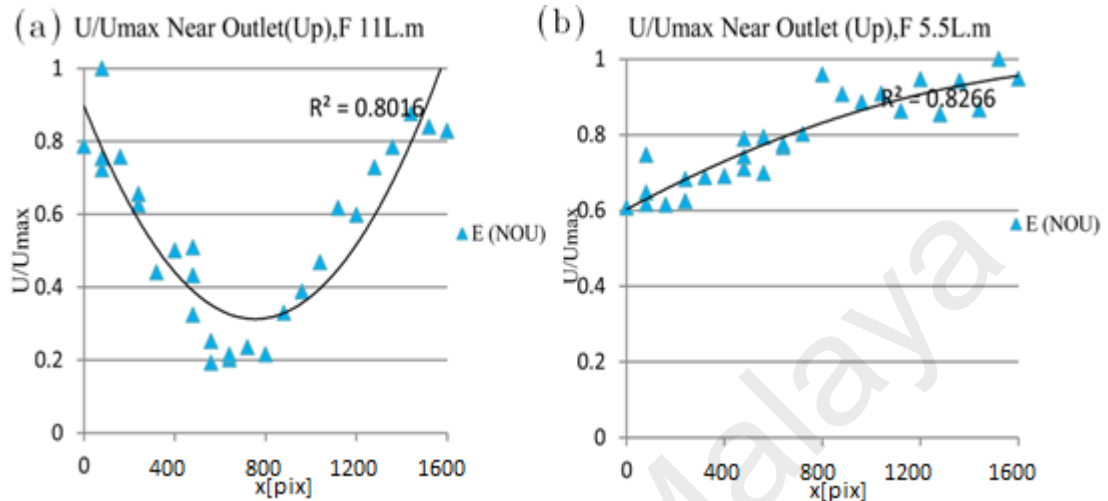 (a) U/Umax Near Outlet(Up),F 11L.m
1
R² = 0.8016
0.8
0.6
U/Umax
E (NOU)
0.4
0.2
0
0 400 800 1200 1600
x[pix]
(b) U/Umax Near Outlet (Up),F 5.5L.m
1
R² = 0.8266
0.8
0.6
U/Umax
E (NOU)
0.4
0.2
0
0 400 800 1200 1600
x[pix]
Malaya